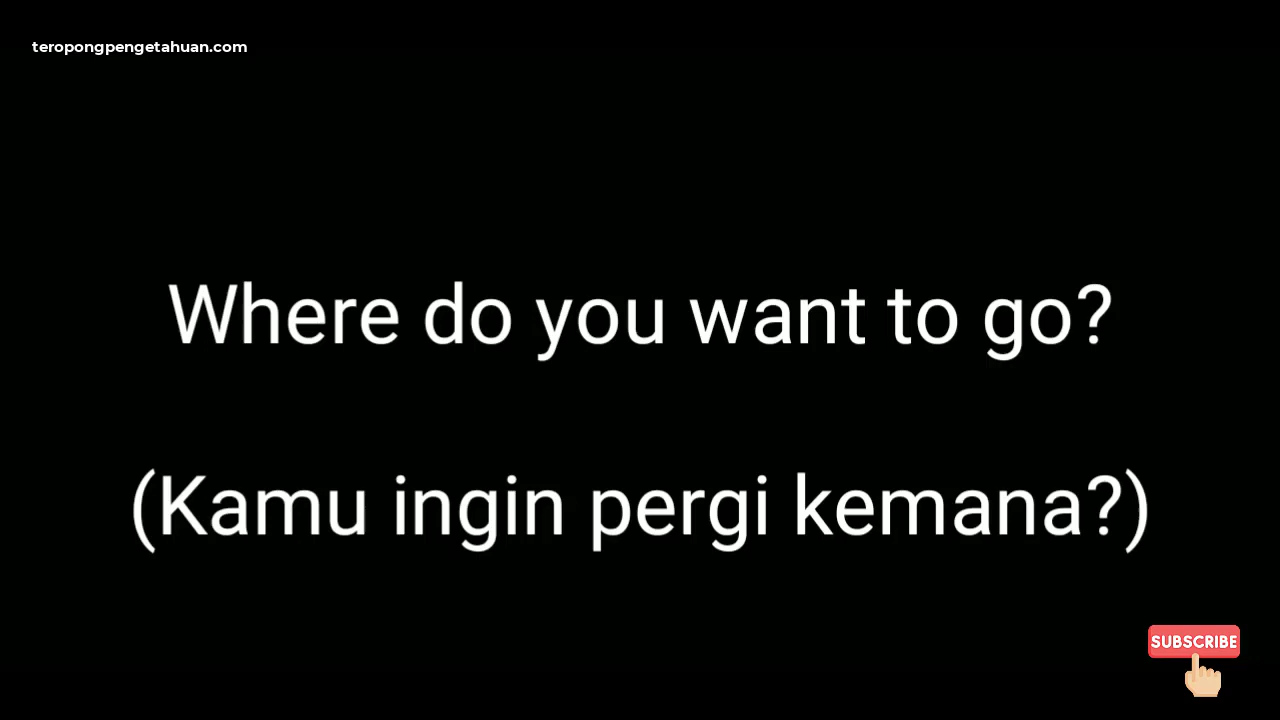 teropongpengetahuan.com
Where do you want to go?
(Kamu ingin pergi kemana?)
SUBSCRIBE